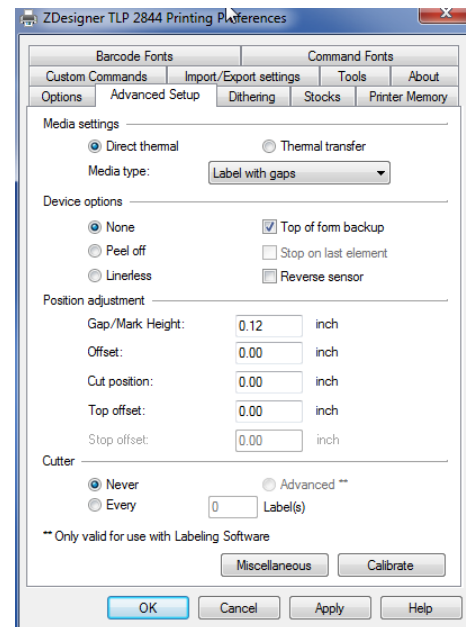 ZDesigner TLP 2844 Printing Preferences
Barcode Fonts Command Fonts
Custom Commands Import/Export settings Tools About
Options Advanced Setup Dithering Stocks Printer Memory
Media settings
Direct thermal Thermal transfer
Media type: Label with gaps
Device options
None Top of form backup
Peel off Stop on last element
Linerless Reverse sensor
Position adjustment
Gap/Mark Height: 0.12 inch
Offset: 0.00 inch
Cut position: 0.00 inch
Top offset: 0.00 inch
Stop offset: 0.00 inch
Cutter
Never Advanced **
Every 0 Label(s)
** Only valid for use with Labeling Software
Miscellaneous Calibrate
OK Cancel Apply Help